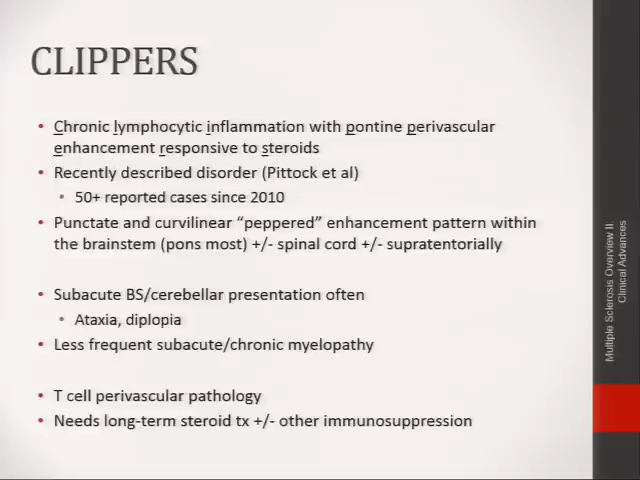 CLIPPERS
• Chronic lymphocytic inflammation with pontine perivascular
enhancement responsive to steroids
• Recently described disorder (Pittock et al)
• 50+ reported cases since 2010
• Punctate and curvilinear “peppered” enhancement pattern within
the brainstem (pons most) +/- spinal cord +/- supratentorially
• Subacute BS/cerebellar presentation often
• Ataxia, diplopia
• Less frequent subacute/chronic myelopathy
• T cell perivascular pathology
• Needs long-term steroid tx +/- other immunosuppression
Multiple Sclerosis Overview II.
Clinical Advances